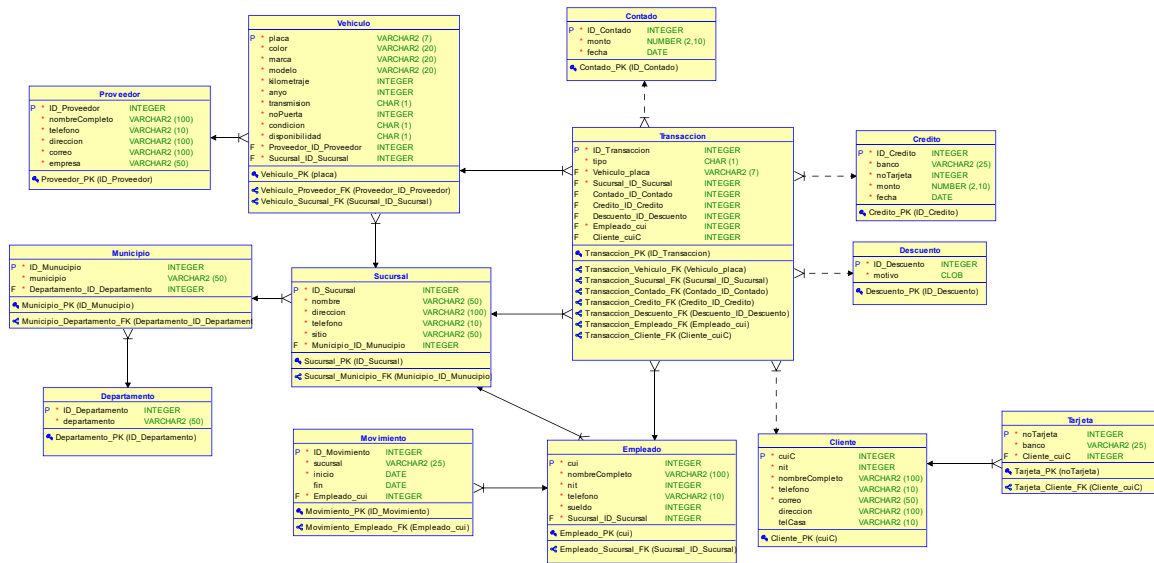 Vehiculo
P * placa VARCHAR2 (7)
* color VARCHAR2 (20)
* marca VARCHAR2 (20)
* modelo VARCHAR2 (20)
* kilometraje INTEGER
* anyo INTEGER
* transmision CHAR (1)
* noPuerta INTEGER
* condicion CHAR (1)
* disponibilidad CHAR (1)
F * Proveedor_ID_Proveedor INTEGER
F * Sucursal_ID_Sucursal INTEGER
Vehiculo_PK (placa)
Vehiculo_Proveedor_FK (Proveedor_ID_Proveedor)
Vehiculo_Sucursal_FK (Sucursal_ID_Sucursal)
Contado
P * ID_Contado INTEGER
* monto NUMBER (2,10)
* fecha DATE
Contado_PK (ID_Contado)
Proveedor
P * ID_Proveedor INTEGER
* nombreCompleto VARCHAR2 (100)
* telefono VARCHAR2 (10)
* direccion VARCHAR2 (100)
* correo VARCHAR2 (100)
* empresa VARCHAR2 (50)
Proveedor_PK (ID_Proveedor)
Transaccion
P * ID_Transaccion INTEGER
* tipo CHAR (1)
F * Vehiculo_placa VARCHAR2 (7)
F * Sucursal_ID_Sucursal INTEGER
F Contado_ID_Contado INTEGER
F Credito_ID_Credito INTEGER
F Descuento_ID_Descuento INTEGER
F * Empleado_cui INTEGER
F Cliente_cuiC INTEGER
Transaccion_PK (ID_Transaccion)
Transaccion_Vehiculo_FK (Vehiculo_placa)
Transaccion_Sucursal_FK (Sucursal_ID_Sucursal)
Transaccion_Contado_FK (Contado_ID_Contado)
Transaccion_Credito_FK (Credito_ID_Credito)
Transaccion_Descuento_FK (Descuento_ID_Descuento)
Transaccion_Empleado_FK (Empleado_cui)
Transaccion_Cliente_FK (Cliente_cuiC)
Credito
P * ID_Credito INTEGER
* banco VARCHAR2 (25)
* noTarjeta INTEGER
* monto NUMBER (2,10)
* fecha DATE
Credito_PK (ID_Credito)
Descuento
P * ID_Descuento INTEGER
* motivo CLOB
Descuento_PK (ID_Descuento)
Municipio
P * ID_Munucipio INTEGER
* municipio VARCHAR2 (50)
F * Departamento_ID_Departamento INTEGER
Municipio_PK (ID_Munucipio)
Municipio_Departamento_FK (Departamento_ID_Departament
Sucursal
P * ID_Sucursal INTEGER
* nombre VARCHAR2 (50)
* direccion VARCHAR2 (100)
* telefono VARCHAR2 (10)
* sitio VARCHAR2 (50)
F * Municipio_ID_Munucipio INTEGER
Sucursal_PK (ID_Sucursal)
Sucursal_Municipio_FK (Municipio_ID_Munucipio)
Departamento
P * ID_Departamento INTEGER
* departamento VARCHAR2 (50)
Departamento_PK (ID_Departamento)
Movimiento
P * ID_Movimiento INTEGER
* sucursal VARCHAR2 (25)
* inicio DATE
fin DATE
F * Empleado_cui INTEGER
Movimiento_PK (ID_Movimiento)
Movimiento_Empleado_FK (Empleado_cui)
Empleado
P * cui INTEGER
* nombreCompleto VARCHAR2 (100)
* nit INTEGER
* telefono VARCHAR2 (10)
* sueldo INTEGER
F * Sucursal_ID_Sucursal INTEGER
Empleado_PK (cui)
Empleado_Sucursal_FK (Sucursal_ID_Sucursal)
Cliente
P * cuiC INTEGER
* nit INTEGER
* nombreCompleto VARCHAR2 (100)
* telefono VARCHAR2 (10)
* correo VARCHAR2 (50)
direccion VARCHAR2 (100)
telCasa VARCHAR2 (10)
Cliente_PK (cuiC)
Tarjeta
P * noTarjeta INTEGER
* banco VARCHAR2 (25)
F * Cliente_cuiC INTEGER
Tarjeta_PK (noTarjeta)
Tarjeta_Cliente_FK (Cliente_cuiC)